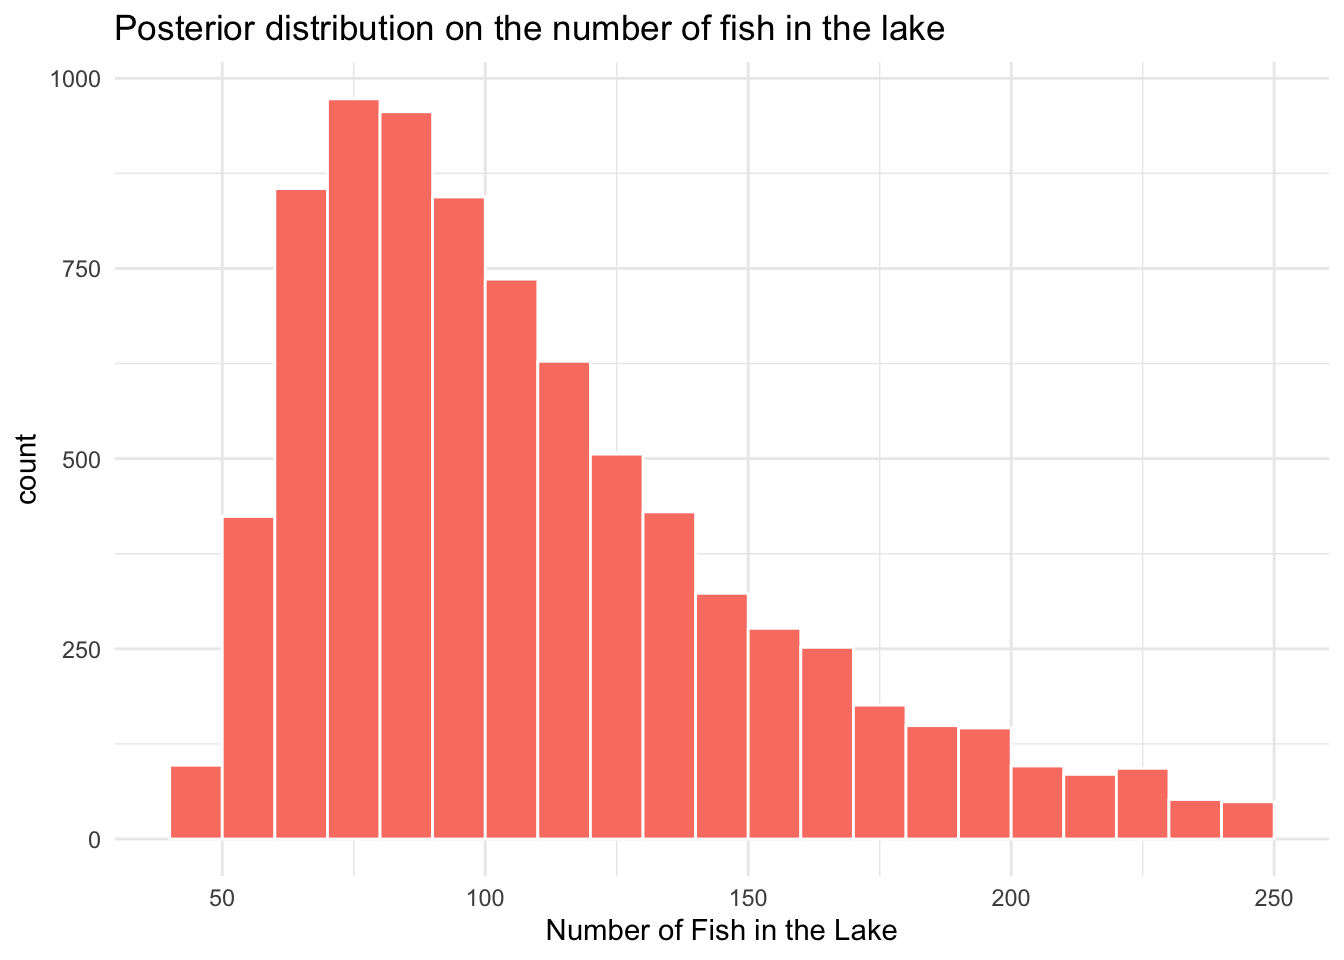 Posterior distribution on the number of fish in the lake
1000
750
500
250
0
count
50 100 150 200 250
Number of Fish in the Lake